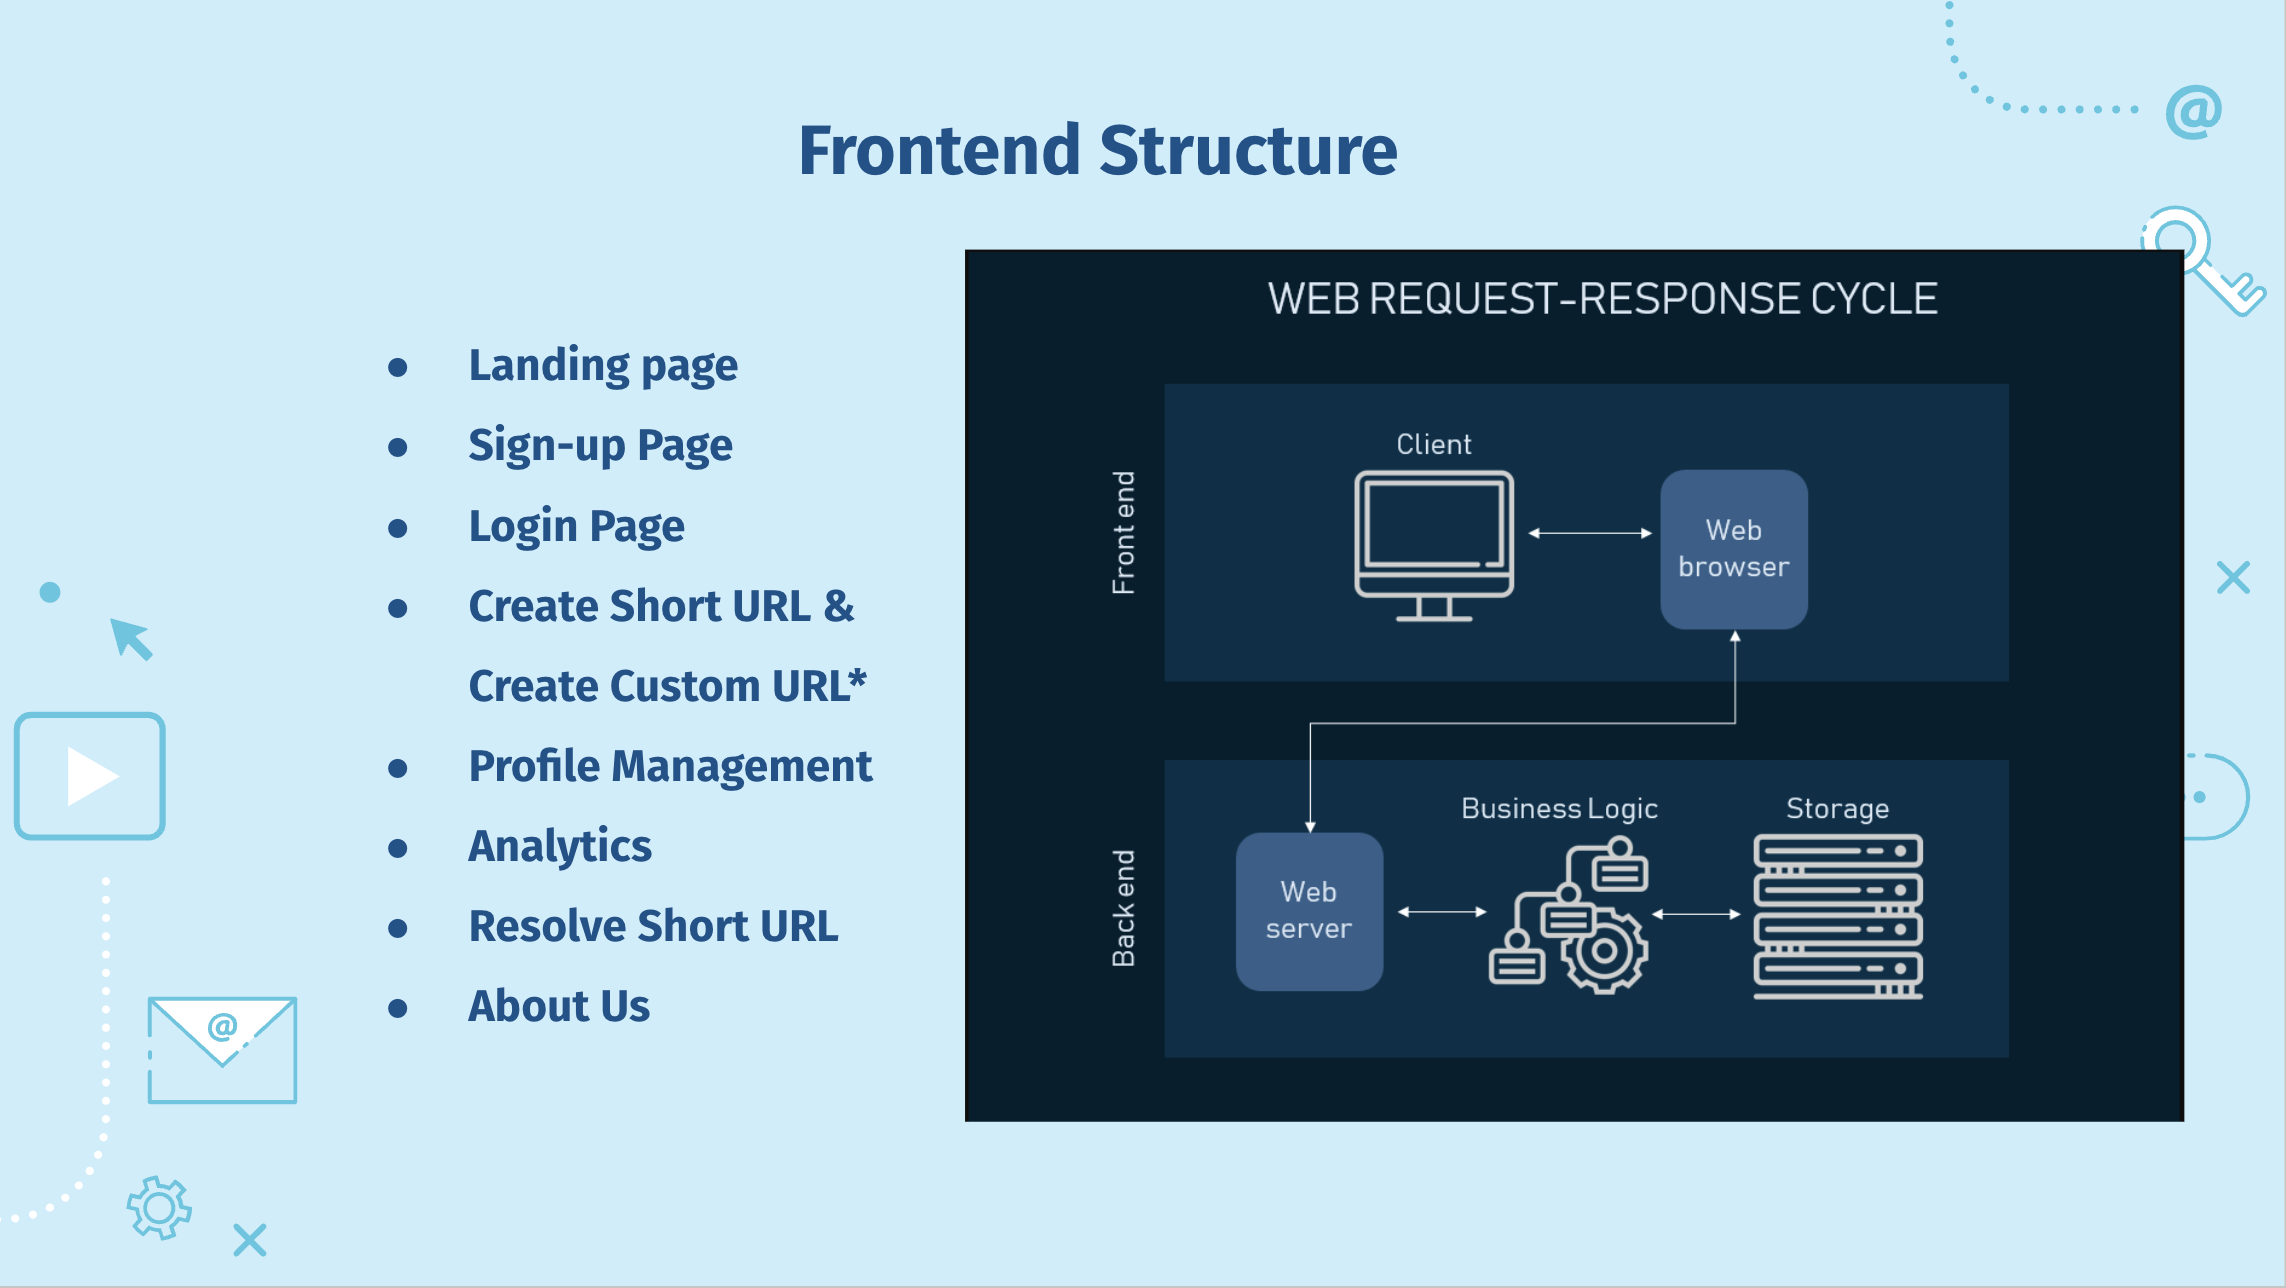 Frontend Structure
● Landing page
● Sign-up Page
● Login Page
● Create Short URL &
Create Custom URL*
● Profile Management
● Analytics
● Resolve Short URL
● About Us
WEB REQUEST-RESPONSE CYCLE
Front end
Client
Web
browser
Back end
Web
server
Business Logic
Storage
@
@